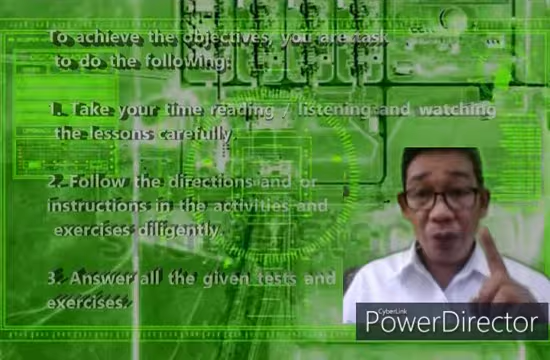 To achieve the objectives, you are task
to do the following:
1. Take your time reading / listening and watching
the lessons carefully.
2. Follow the directions and or
instructions in the activities and
exercises diligently.
3. Answer all the given tests and
exercises.
CyberLink
PowerDirector